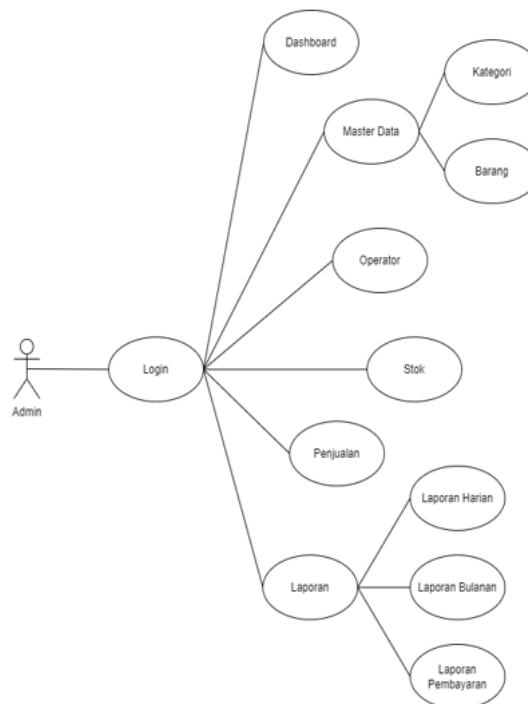 Dashboard
Kategori
Master Data
Barang
Operator
Login
Stok
Admin
Penjualan
Laporan Harian
Laporan
Laporan Bulanan
Laporan
Pembayaran